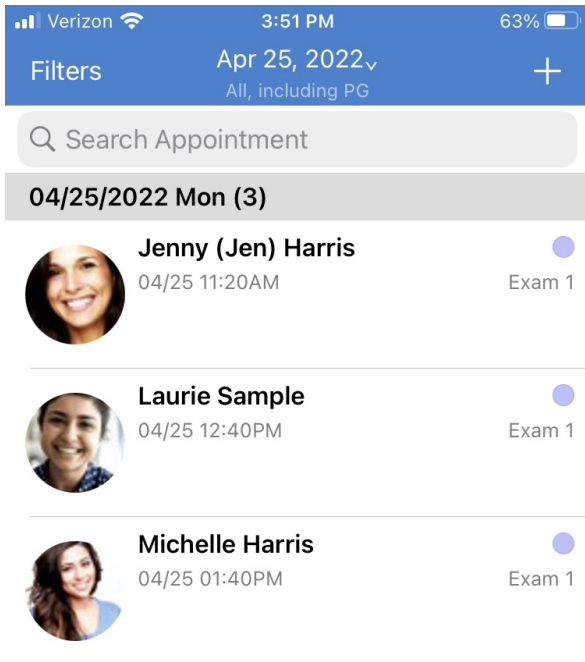 Verizon 3:51 PM 63%
Filters Apr 25, 2022
All, including PG
Search Appointment
04/25/2022 Mon (3)
Jenny (Jen) Harris
04/25 11:20AM Exam 1
Laurie Sample
04/25 12:40PM Exam 1
Michelle Harris
04/25 01:40PM Exam 1